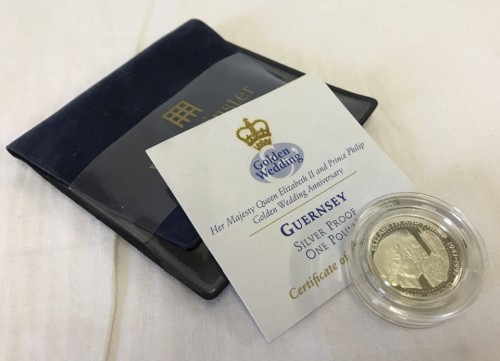 Golden
Wedding
Her Majesty Queen Elizabeth II and Prince Philip
Golden Wedding Anniversary
GUERNSEY
SILVER PROOF
ONE POUND
Certificate of